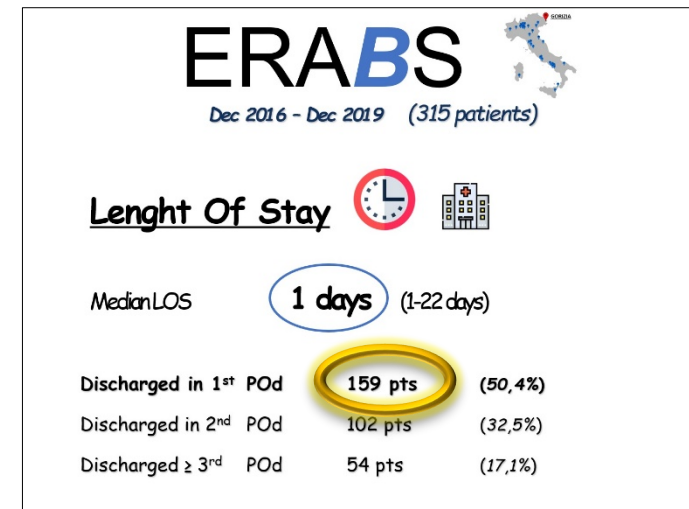 GORIZIA
ERABS
Dec 2016 - Dec 2019 (315 patients)
Lenght Of Stay
Median LOS 1 days (1-22 days)
Discharged in 1st POd 159 pts (50,4%)
Discharged in 2nd POd 102 pts (32,5%)
Discharged ≥ 3rd POd 54 pts (17,1%)